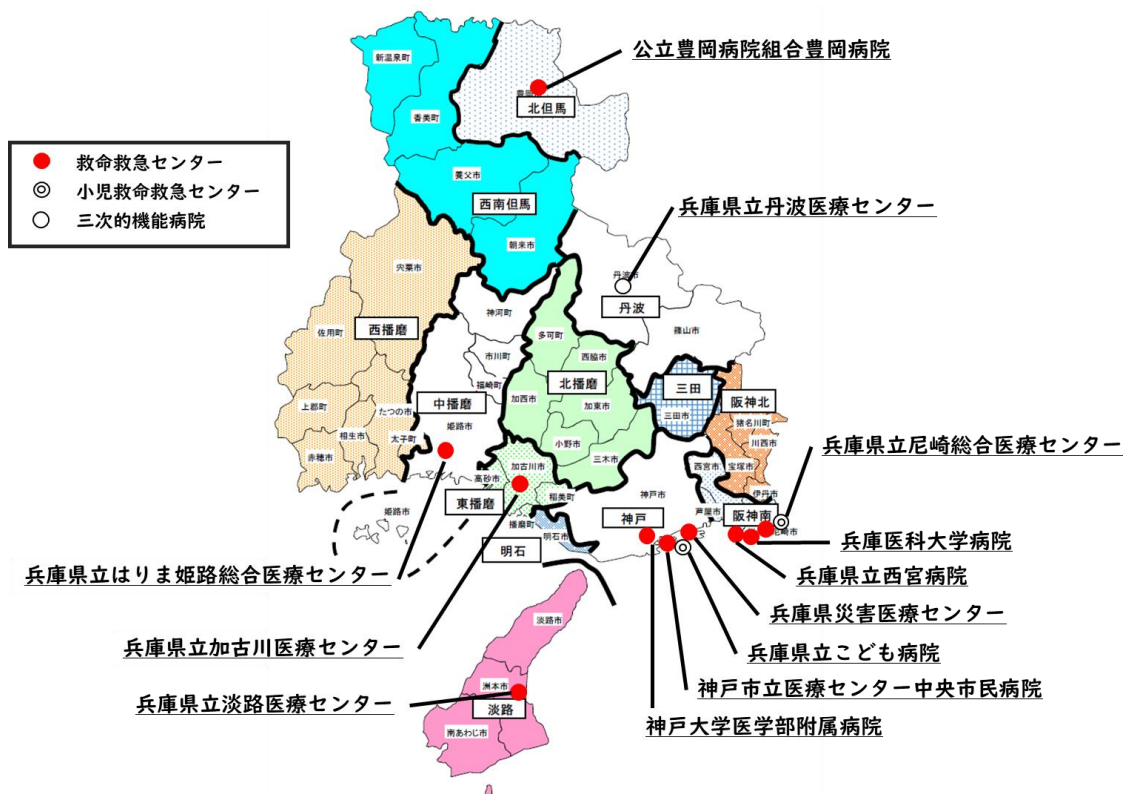 公立豊岡病院組合豊岡病院
新温泉町
香美町
北但馬
救命救急センター
小児救命救急センター
三次的機能病院
養父市
西南但馬
朝来市
兵庫県立丹波医療センター
宍粟市
丹波市
丹波
神河町
佐用町
西播磨
多可町
篠山市
市川町
西脇市
福崎町
北播磨
三田
阪神北
中播磨
加西市
加東市
三田市
猪名川町
上郡町
たつの市
相生市
太子町
姫路市
川西市
赤穂市
小野市
三木市
西宮市
宝塚市
兵庫県立尼崎総合医療センター
加古川市
高砂市
神戸市
伊丹市
東播磨
稲美町
芦屋市
阪神南
姫路市
播磨町
神戸
明石市
尼崎市
兵庫医科大学病院
明石
兵庫県立はりま姫路総合医療センター
兵庫県立西宮病院
兵庫県災害医療センター
淡路市
兵庫県立加古川医療センター
兵庫県立こども病院
洲本市
神戸市立医療センター中央市民病院
兵庫県立淡路医療センター
淡路
神戸大学医学部附属病院
南あわじ市